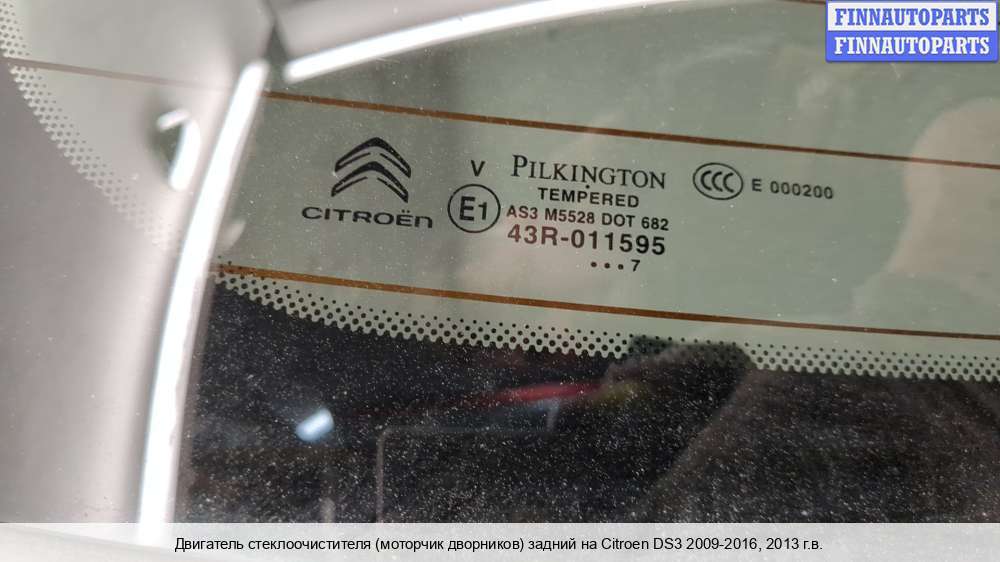 FINNAUTOPARTS
FINNAUTOPARTS
V PILKINGTON
TEMPERED
CCC E 000200
CITROËN
E1
AS3 M5528 DOT 682
43R-011595
•••7
Двигатель стеклоочистителя (моторчик дворников) задний на Citroen DS3 2009-2016, 2013 г.в.